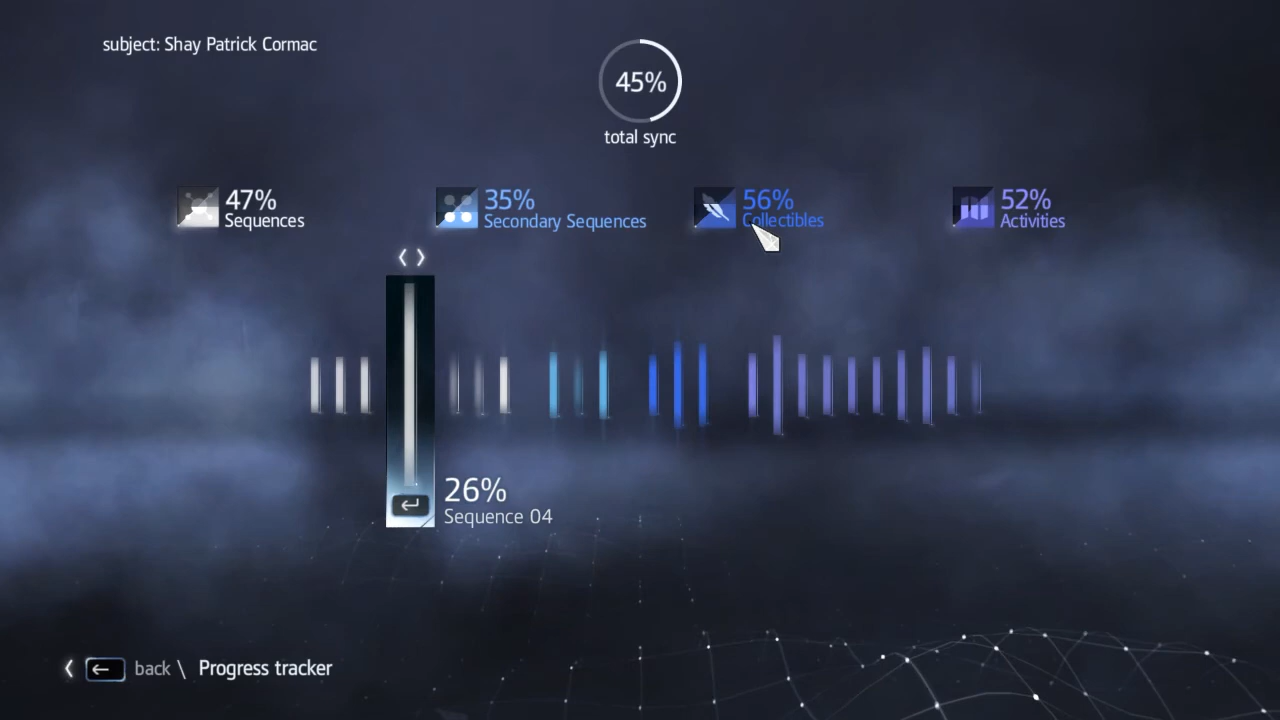 subject: Shay Patrick Cormac
45%
total sync
47%
Sequences
35%
Secondary Sequences
56%
Collectibles
52%
Activities
26%
Sequence 04
back \ Progress tracker